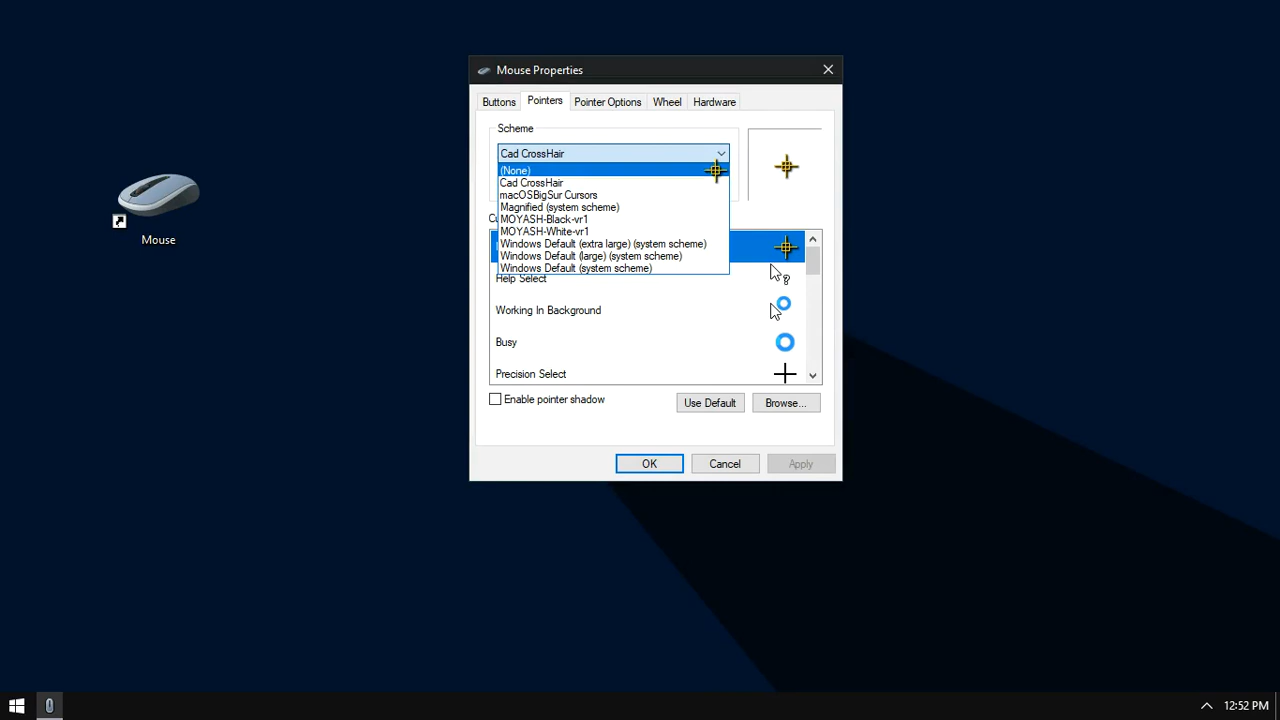 Mouse Properties
Buttons
Pointers
Pointer Options
Wheel
Hardware
Scheme
Cad CrossHair
(None)
Cad CrossHair
macOSBigSur Cursors
Magnified (system scheme)
MOYASH-Black-vr1
MOYASH-White-vr1
Windows Default (extra large) (system scheme)
Windows Default (large) (system scheme)
Windows Default (system scheme)
Help Select
Working In Background
Busy
Precision Select
Enable pointer shadow
Use Default
Browse...
OK
Cancel
Apply
Mouse
12:52 PM